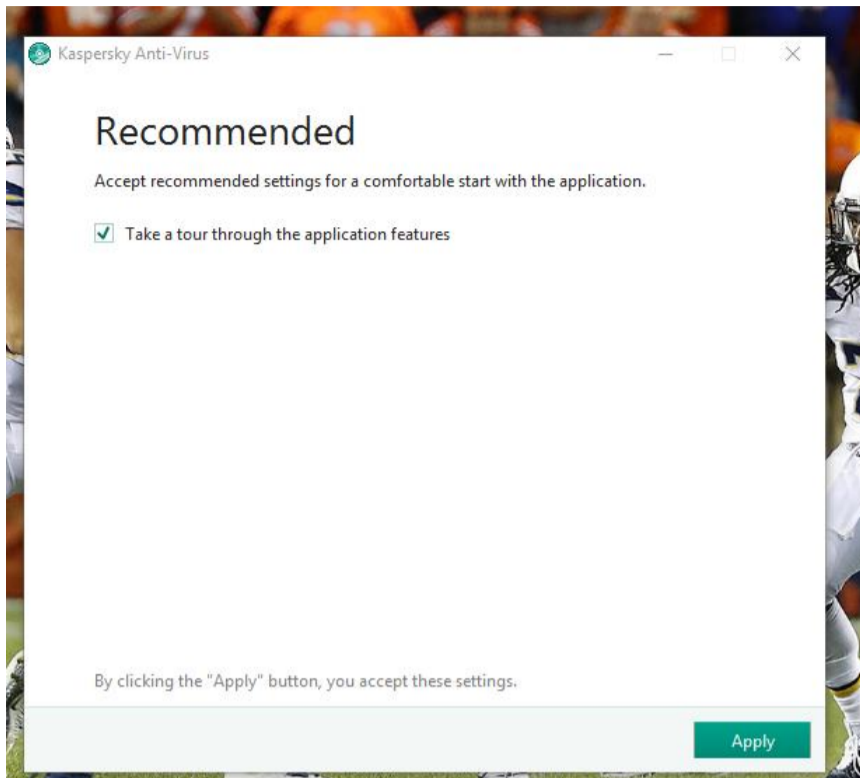 Kaspersky Anti-Virus
Recommended
Accept recommended settings for a comfortable start with the application.
Take a tour through the application features
By clicking the "Apply" button, you accept these settings.
Apply